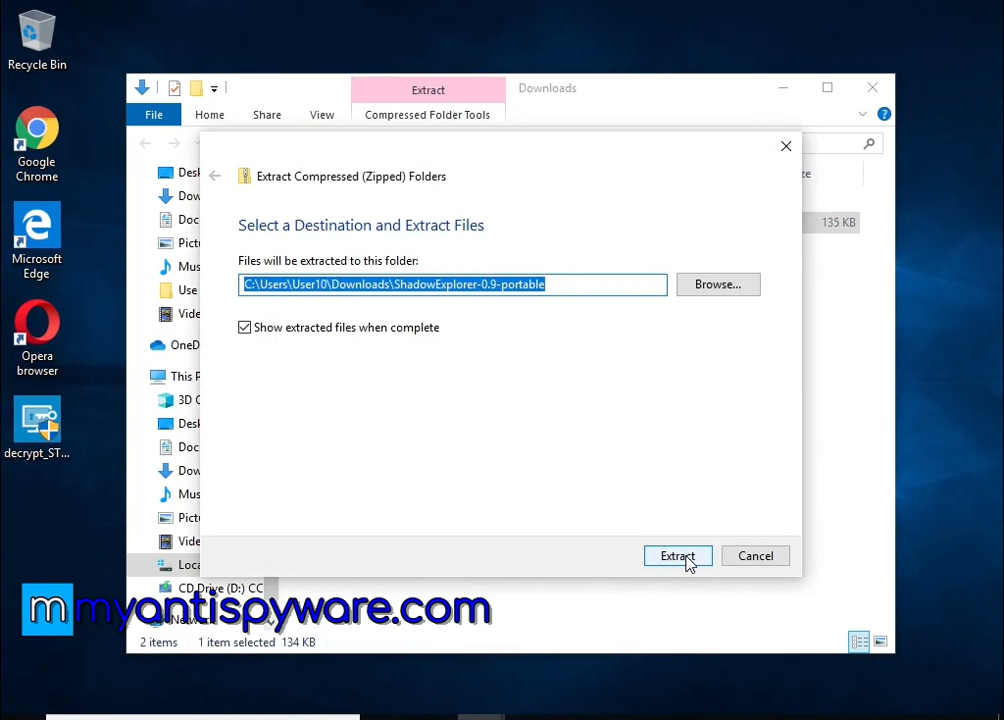 Recycle Bin
Google
Chrome
Microsoft
Edge
Opera
browser
decrypt_ST...
Extract
Downloads
File
Home
Share
View
Compressed Folder Tools
ze
135 KB
Desk
Dow
Doc
Pictu
Mus
Use
Vide
OneD
This P
3D O
Desk
Doc
Dow
Mus
Pictu
Vide
Loca
CD Drive (D:) CC
Extract Compressed (Zipped) Folders
Select a Destination and Extract Files
Files will be extracted to this folder:
C:\Users\User10\Downloads\ShadowExplorer-0.9-portable
Browse...
Show extracted files when complete
Extract
Cancel
m myantispyware.com
2 items
1 item selected 134 KB